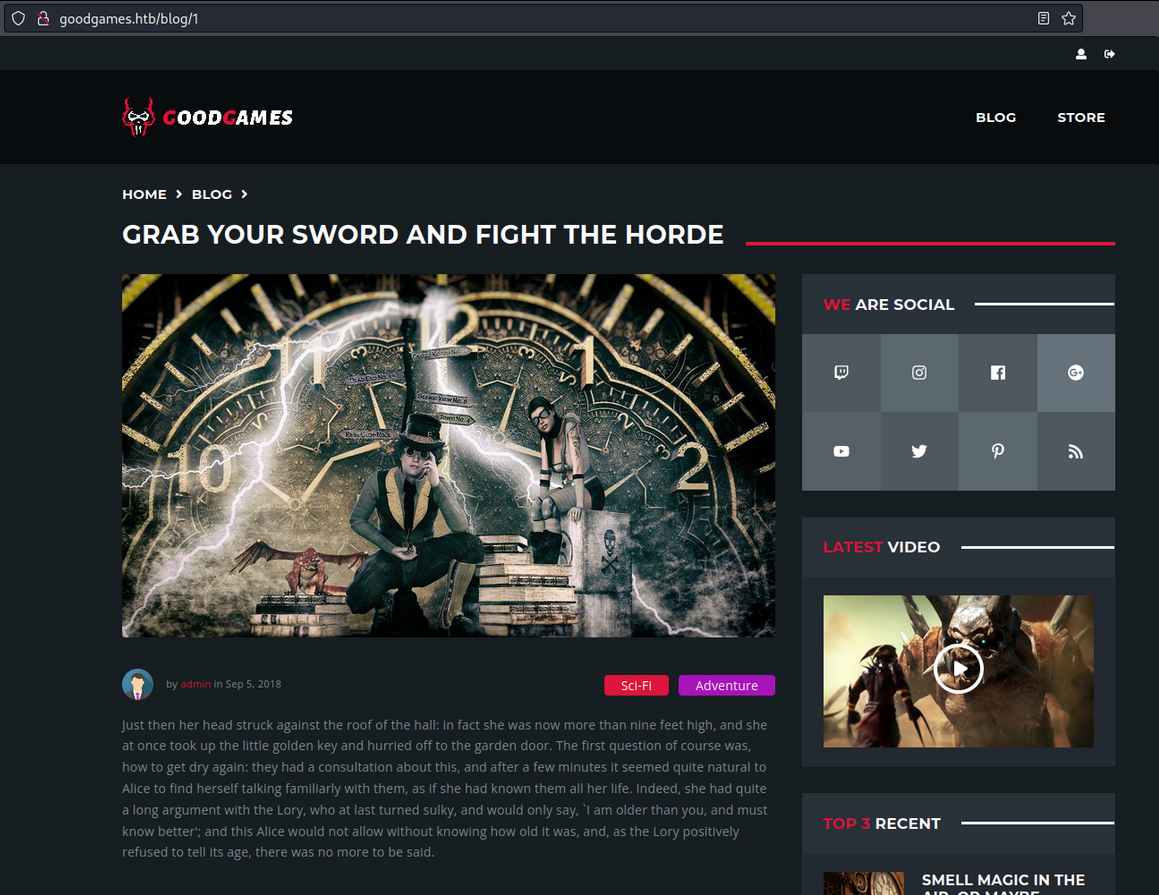 goodgames.htb/blog/1
GOODGAMES
BLOG
STORE
HOME
BLOG
GRAB YOUR SWORD AND FIGHT THE HORDE
12
11
1
10
2
by admin in Sep 5, 2018
Sci-Fi
Adventure
Just then her head struck against the roof of the hall: in fact she was now more than nine feet high, and she
at once took up the little golden key and hurried off to the garden door. The first question of course was,
how to get dry again: they had a consultation about this, and after a few minutes it seemed quite natural to
Alice to find herself talking familiarly with them, as if she had known them all her life. Indeed, she had quite
a long argument with the Lory, who at last turned sulky, and would only say, `I am older than you, and must
know better'; and this Alice would not allow without knowing how old it was, and, as the Lory positively
refused to tell its age, there was no more to be said.
WE ARE SOCIAL
LATEST VIDEO
TOP 3 RECENT
SMELL MAGIC IN THE
AIR. OR MAYBE